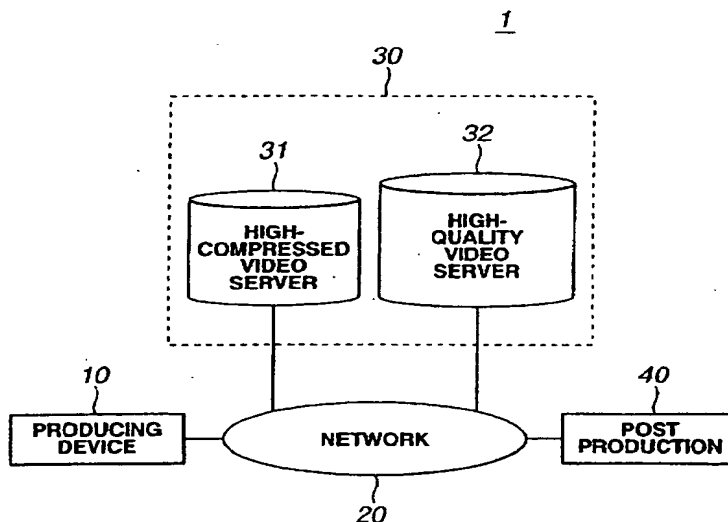 1
30
31
32
HIGH-
COMPRESSED
VIDEO
SERVER
HIGH-
QUALITY
VIDEO
SERVER
10
40
PRODUCING
DEVICE
NETWORK
POST
PRODUCTION
20